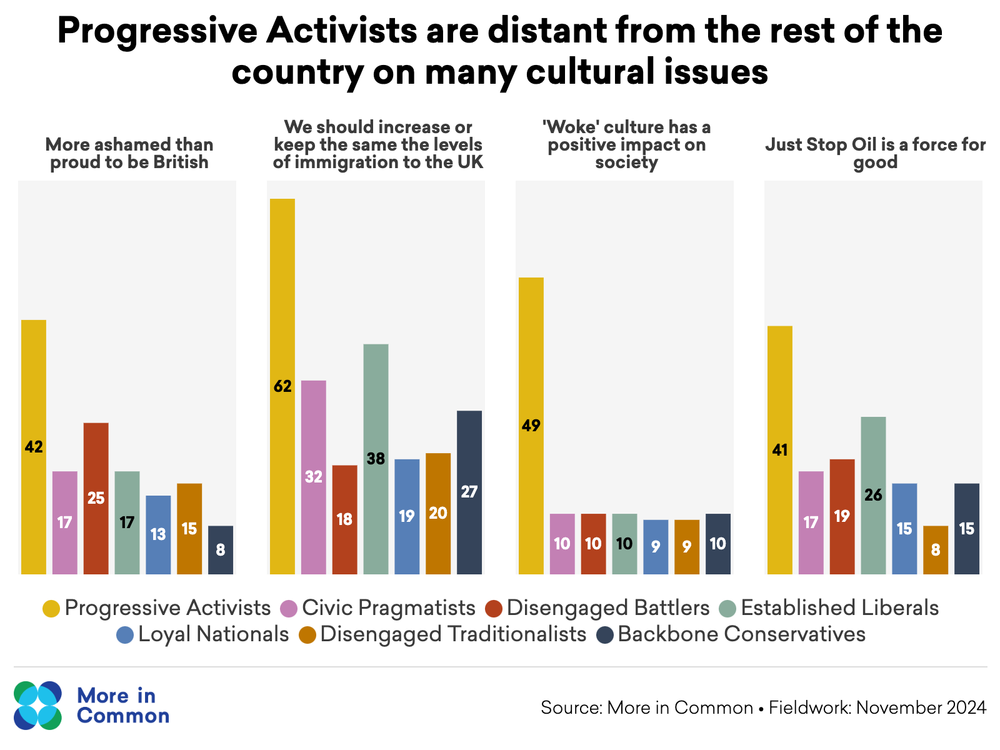 Progressive Activists are distant from the rest of the
country on many cultural issues
More ashamed than
proud to be British
We should increase or
keep the same the levels
of immigration to the UK
'Woke' culture has a
positive impact on
society
Just Stop Oil is a force for
good
42
17
25
17
13
15
8
62
32
18
38
19
20
27
49
10
10
10
9
9
10
41
17
19
26
15
8
15
Progressive Activists Civic Pragmatists Disengaged Battlers Established Liberals
Loyal Nationals Disengaged Traditionalists Backbone Conservatives
More in
Common
Source: More in Common • Fieldwork: November 2024